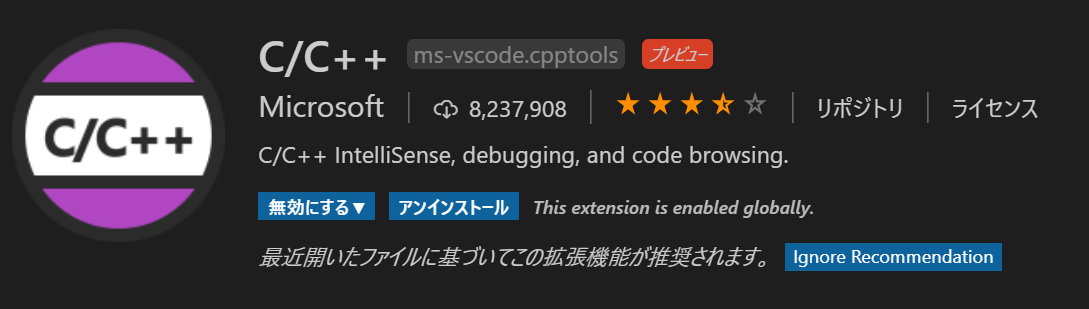 C/C++
C/C++ ms-vscode.cpptools プレビュー
Microsoft 8,237,908 リポジトリ ライセンス
C/C++ IntelliSense, debugging, and code browsing.
無効にする▼ アンインストール This extension is enabled globally.
最近開いたファイルに基づいてこの拡張機能が推奨されます。 Ignore Recommendation